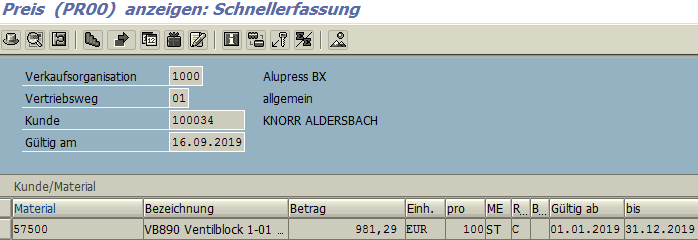 Preis (PR00) anzeigen: Schnellerfassung
Verkaufsorganisation 1000 Alupress BX
Vertriebsweg 01 allgemein
Kunde 100034 KNORR ALDERSBACH
Gültig am 16.09.2019
Kunde/Material
Material Bezeichnung Betrag Einh. pro ME R... B... Gültig ab bis
57500 VB890 Ventilblock 1-01 ... 981,29 EUR 100 ST C 01.01.2019 31.12.2019